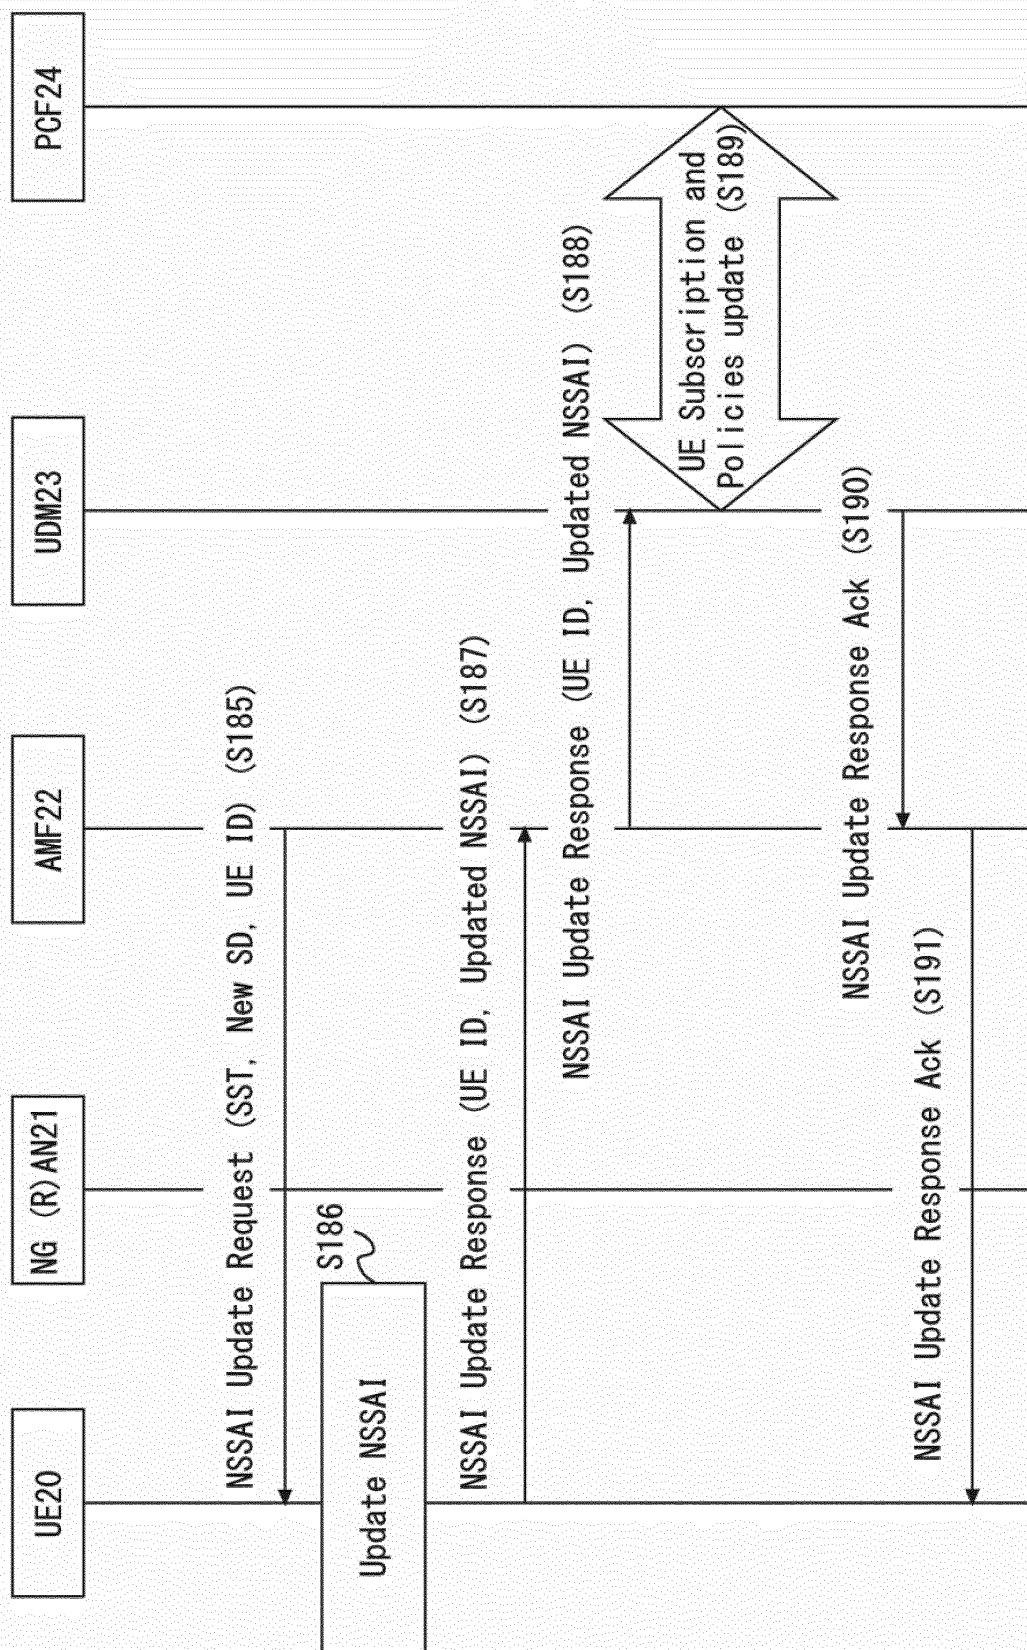 UE20
NG (R) AN21
AMF22
UDM23
PCF24
NSSAI Update Request (SST, New SD, UE ID) (S185)
Update NSSAI
S186
NSSAI Update Response (UE ID, Updated NSSAI) (S187)
NSSAI Update Response (UE ID, Updated NSSAI) (S188)
UE Subscription and
Policies update (S189)
NSSAI Update Response Ack (S190)
NSSAI Update Response Ack (S191)